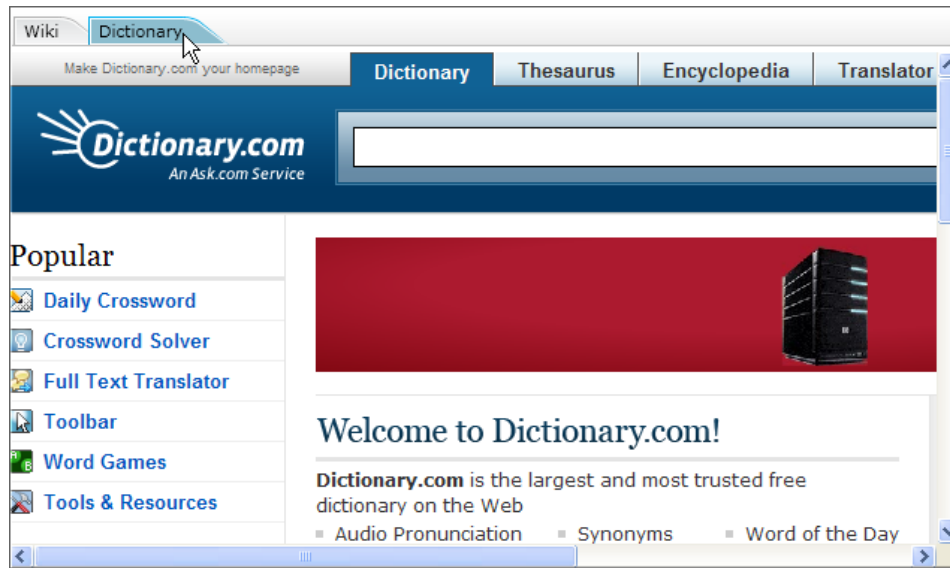 Wiki Dictionary
Make Dictionary.com your homepage Dictionary Thesaurus Encyclopedia Translator
Dictionary.com
An Ask.com Service
Popular
Daily Crossword
Crossword Solver
Full Text Translator
Toolbar
Word Games
Tools & Resources
Welcome to Dictionary.com!
Dictionary.com is the largest and most trusted free
dictionary on the Web
Audio Pronunciation Synonyms Word of the Day